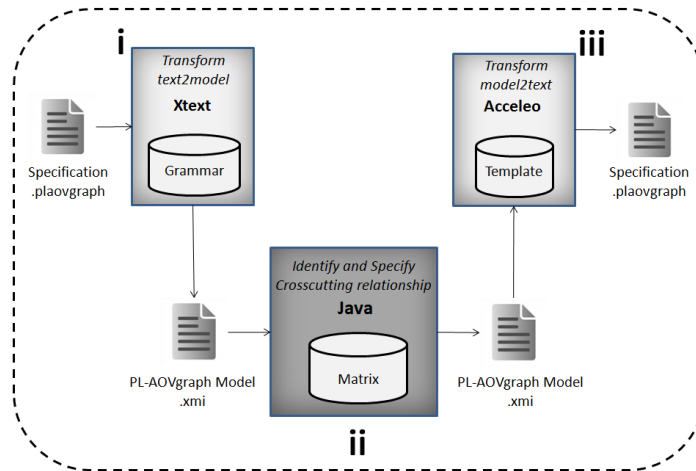 i
Transform
text2model
Xtext
Grammar
Specification
.plaovgraph
iii
Transform
model2text
Acceleo
Template
Specification
.plaovgraph
Identify and Specify
Crosscutting relationship
Java
Matrix
PL-AOVgraph Model
.xmi
PL-AOVgraph Model
.xmi
ii